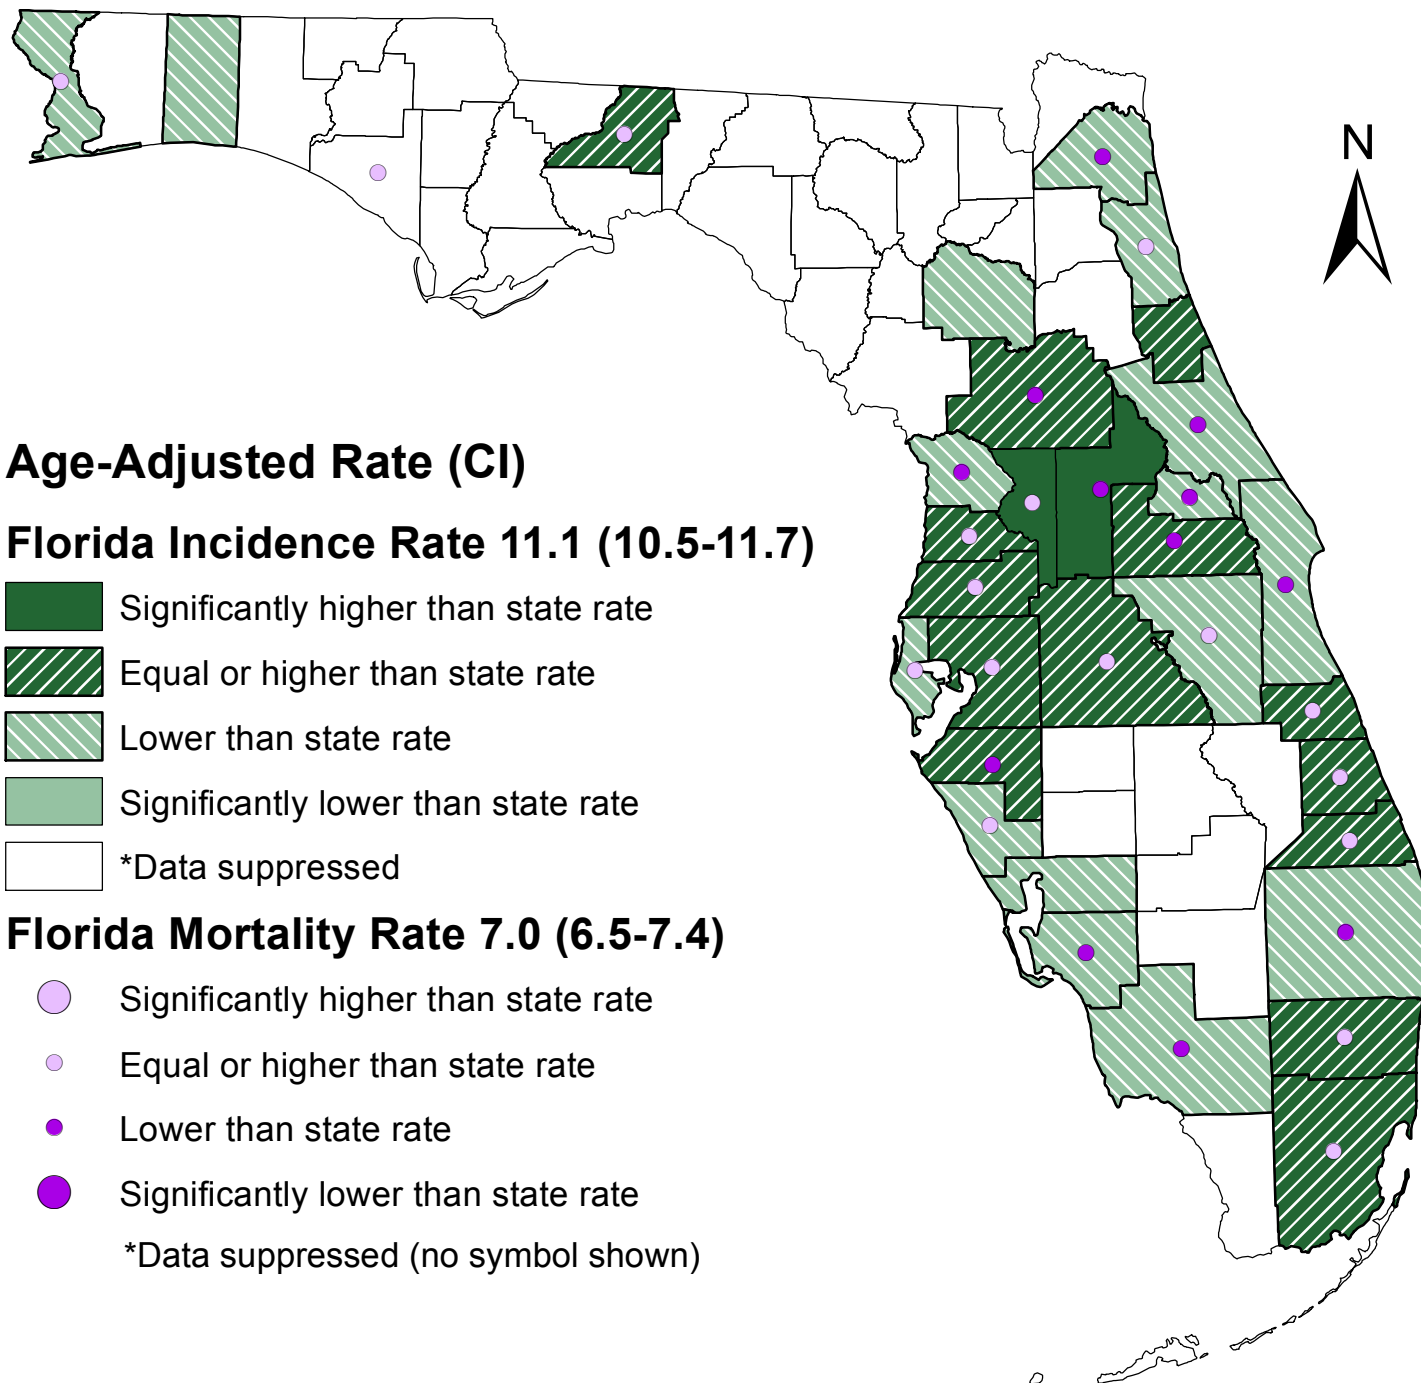 N
Age-Adjusted Rate (CI)
Florida Incidence Rate 11.1 (10.5-11.7)
Significantly higher than state rate
Equal or higher than state rate
Lower than state rate
Significantly lower than state rate
*Data suppressed
Florida Mortality Rate 7.0 (6.5-7.4)
Significantly higher than state rate
Equal or higher than state rate
Lower than state rate
Significantly lower than state rate
*Data suppressed (no symbol shown)